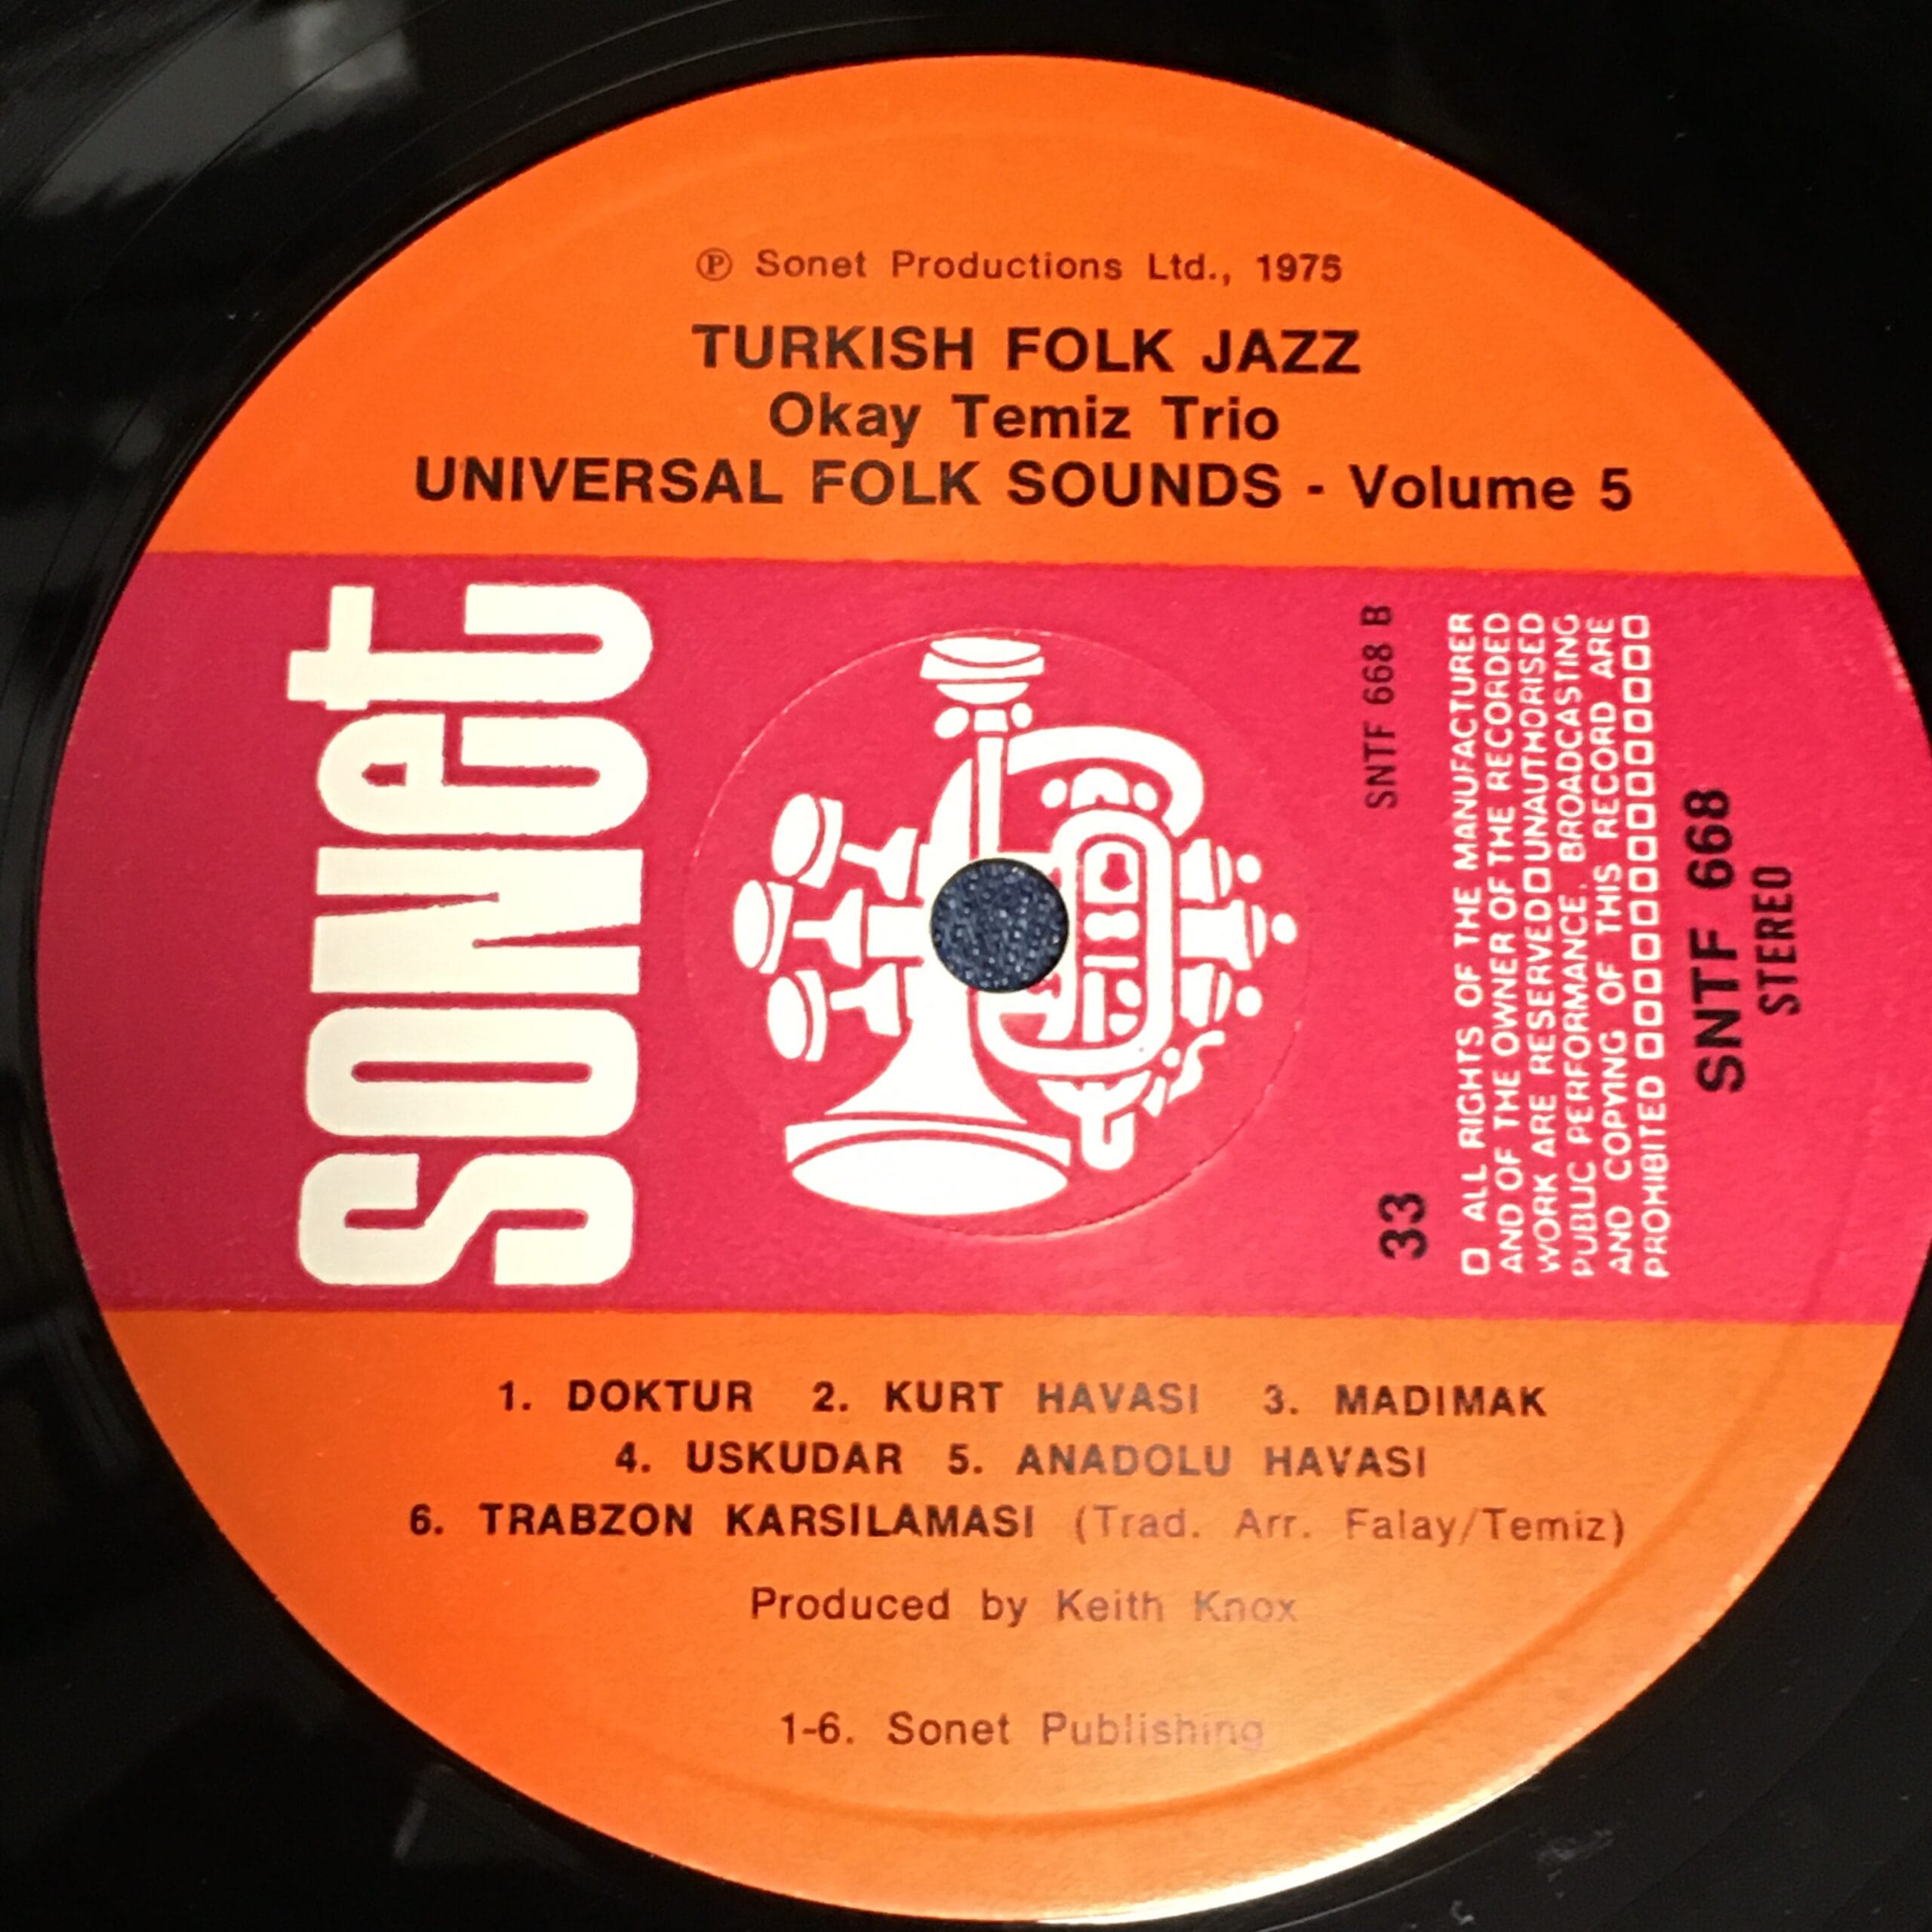 Ⓟ Sonet Productions Ltd., 1975
TURKISH FOLK JAZZ
Okay Temiz Trio
UNIVERSAL FOLK SOUNDS - Volume 5
SONET
SNTF 668 B
33
ALL RIGHTS OF THE MANUFACTURER
AND OF THE OWNER OF THE RECORDED
WORK ARE RESERVED UNAUTHORISED
PUBLIC PERFORMANCE, BROADCASTING
AND COPYING OF THIS RECORD ARE
PROHIBITED
SNTF 668
STEREO
1. DOKTUR 2. KURT HAVASI 3. MADIMAK
4. USKUDAR 5. ANADOLU HAVASI
6. TRABZON KARSILAMASI (Trad. Arr. Falay/Temiz)
Produced by Keith Knox
1-6. Sonet Publishing